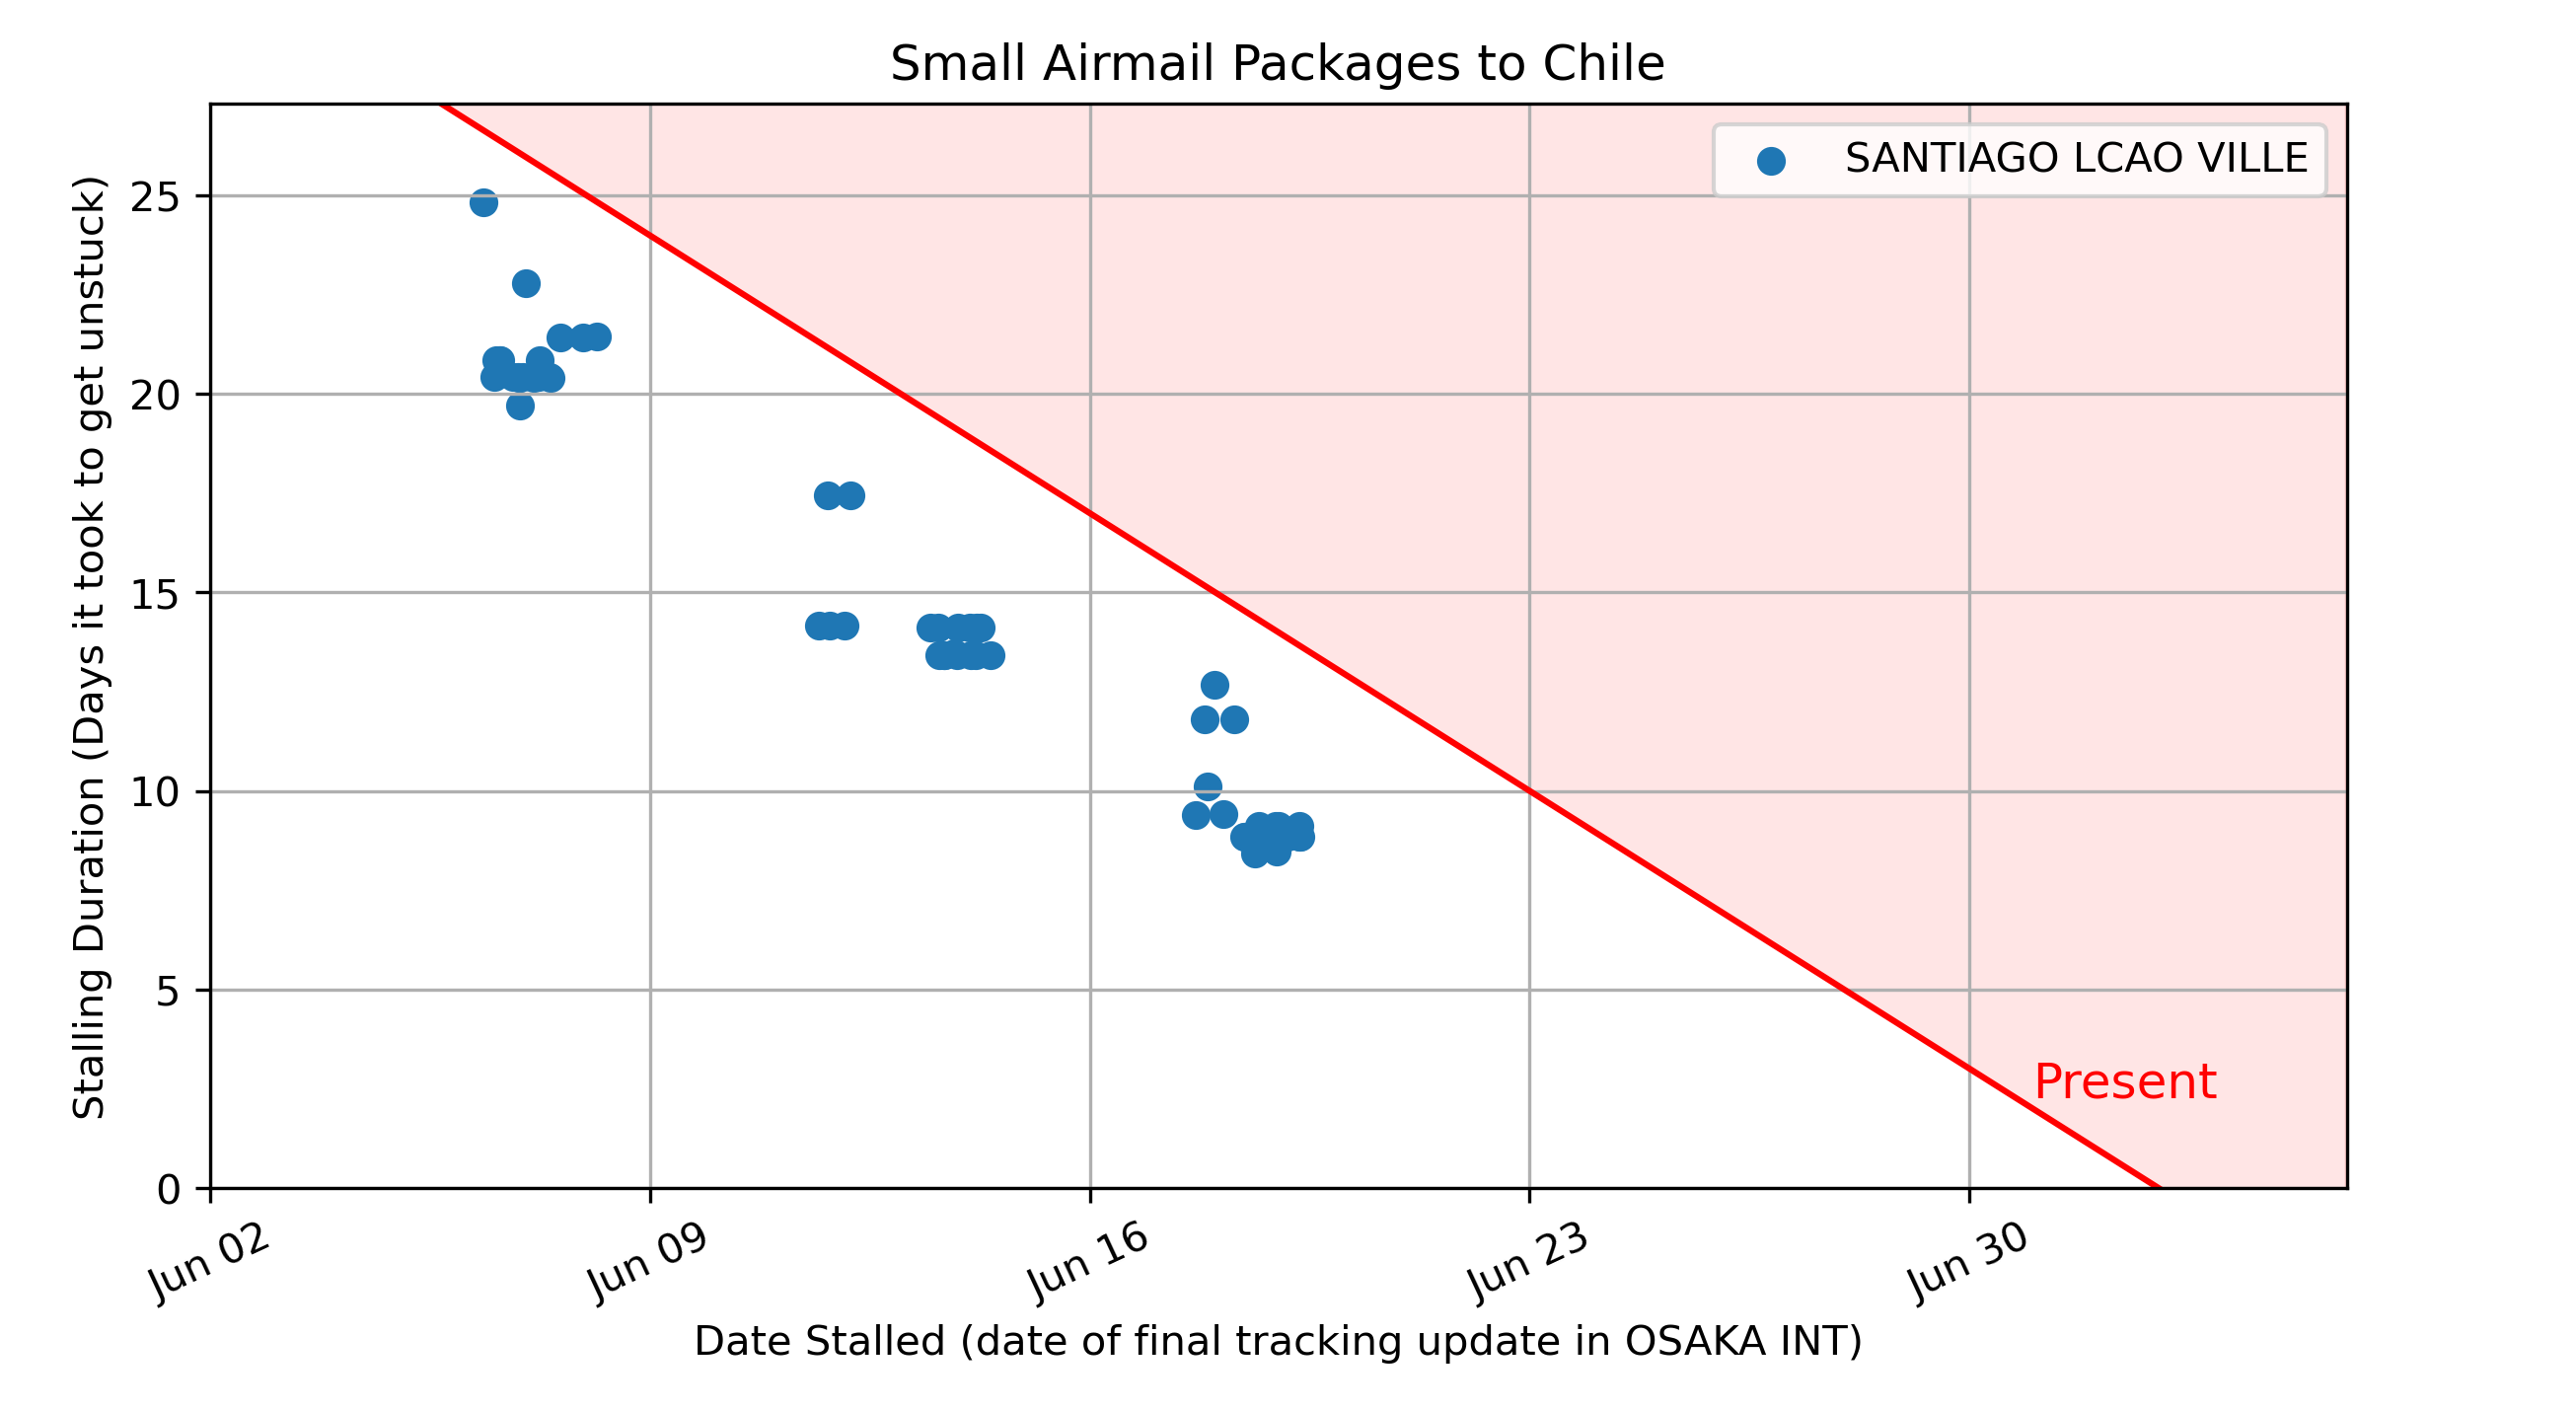 Small Airmail Packages to Chile
SANTIAGO LCAO VILLE
Stalling Duration (Days it took to get unstuck)
25
20
15
10
5
0
Present
Jun 02
Jun 09
Jun 16
Jun 23
Jun 30
Date Stalled (date of final tracking update in OSAKA INT)